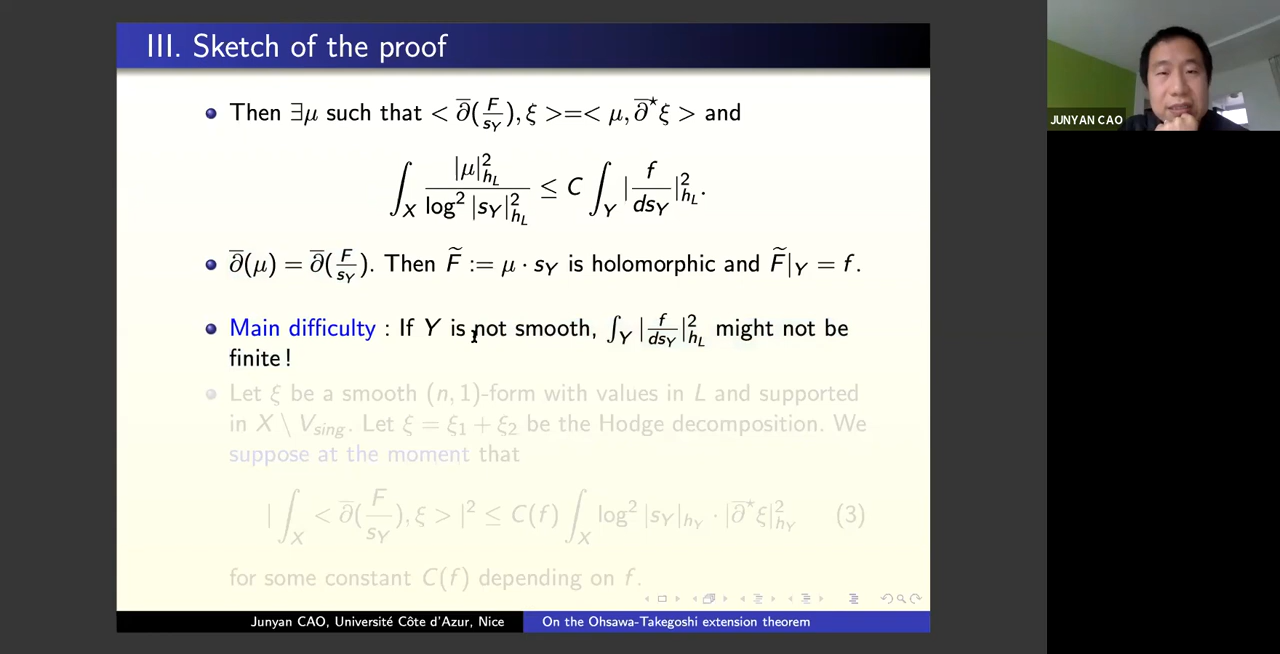 III. Sketch of the proof
Then ∃μ such that < ∂̅(F/s_Y), ξ >=< μ, ∂̅*ξ > and
∫_X |μ|²_{h_L} / log² |s_Y|²_{h_L} ≤ C ∫_Y |f/ds_Y|²_{h_L}.
∂̅(μ) = ∂̅(F/s_Y). Then F̃ := μ · s_Y is holomorphic and F̃|_Y = f.
Main difficulty : If Y is not smooth, ∫_Y |f/ds_Y|²_{h_L} might not be
finite !
Let ξ be a smooth (n, 1)-form with values in L and supported
in X \ V_sing. Let ξ = ξ₁ + ξ₂ be the Hodge decomposition. We
suppose at the moment that
| ∫_X < ∂̅(F/s_Y), ξ > |² ≤ C(f) ∫_X log² |s_Y|_{h_Y} · |∂̅*ξ|²_{h_Y} (3)
for some constant C(f) depending on f.
Junyan CAO, Université Côte d'Azur, Nice
On the Ohsawa-Takegoshi extension theorem
JUNYAN CAO